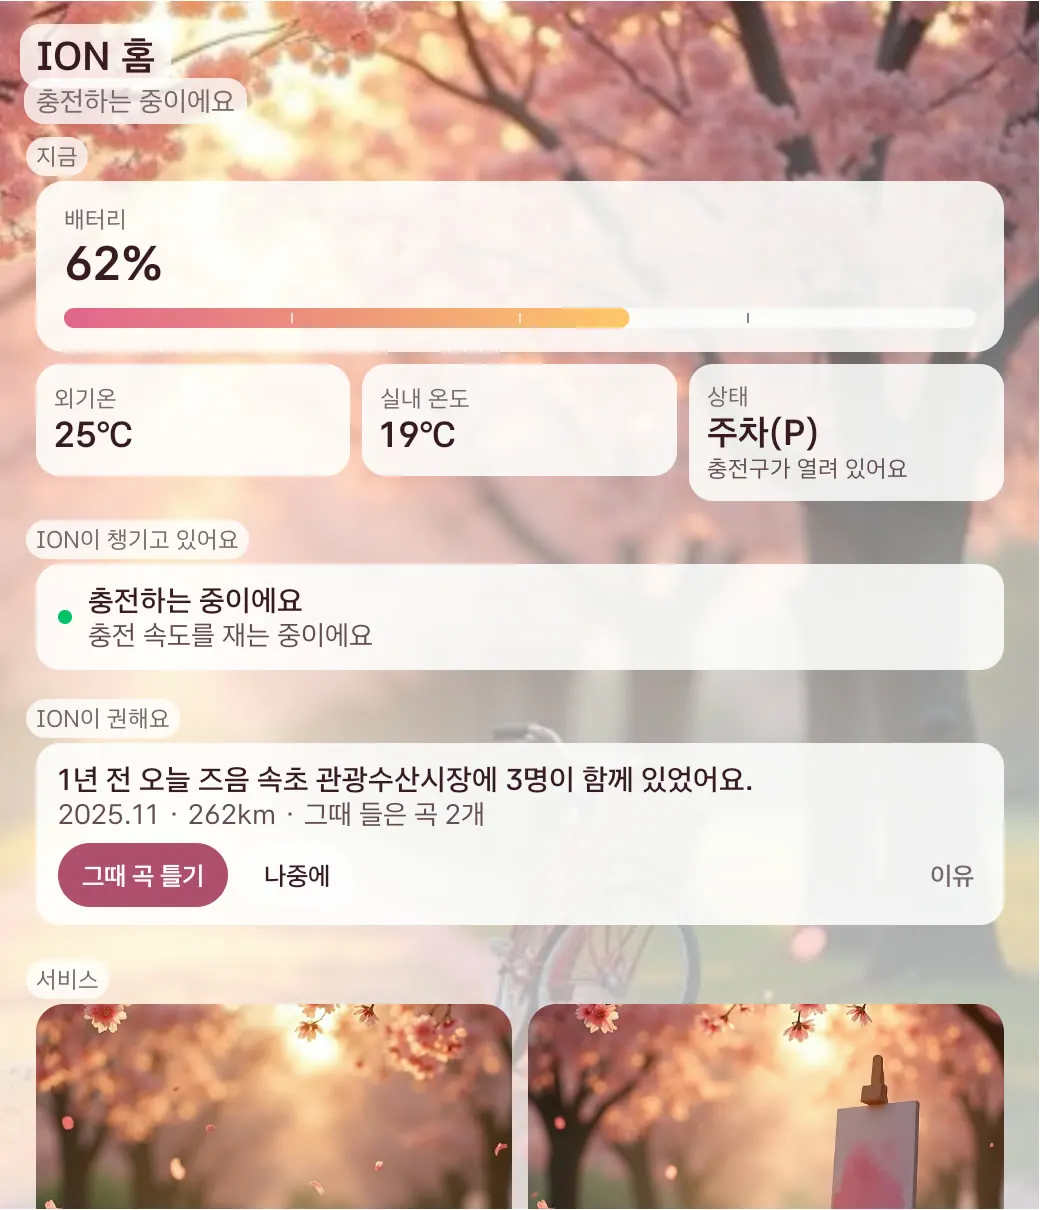 ION 홈
충전하는 중이에요
지금
배터리
62%
외기온
25°C
실내 온도
19°C
상태
주차(P)
충전구가 열려 있어요
ION이 챙기고 있어요
충전하는 중이에요
충전 속도를 재는 중이에요
ION이 권해요
1년 전 오늘 즈음 속초 관광수산시장에 3명이 함께 있었어요.
2025.11 · 262km · 그때 들은 곡 2개
그때 곡 틀기
나중에
이유
서비스